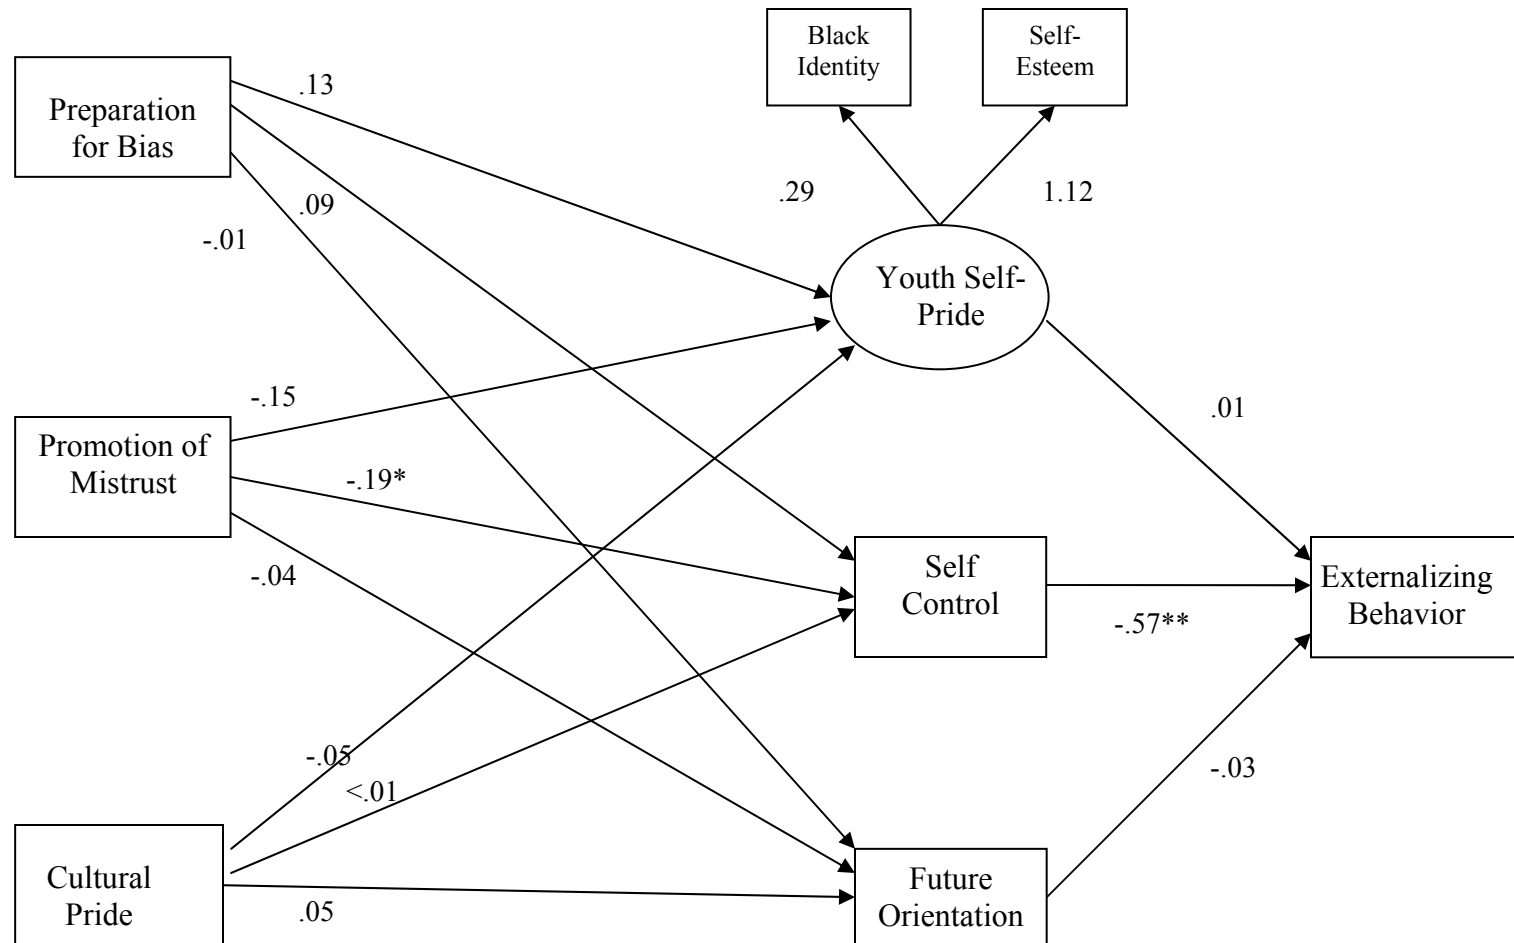 Black
Identity
Self-
Esteem
Preparation
for Bias
.13
.09
-.01
.29
1.12
Youth Self-
Pride
-.15
.01
Promotion of
Mistrust
-.19*
-.04
Self
Control
-.57**
Externalizing
Behavior
-.05
<.01
-.03
Cultural
Pride
.05
Future
Orientation